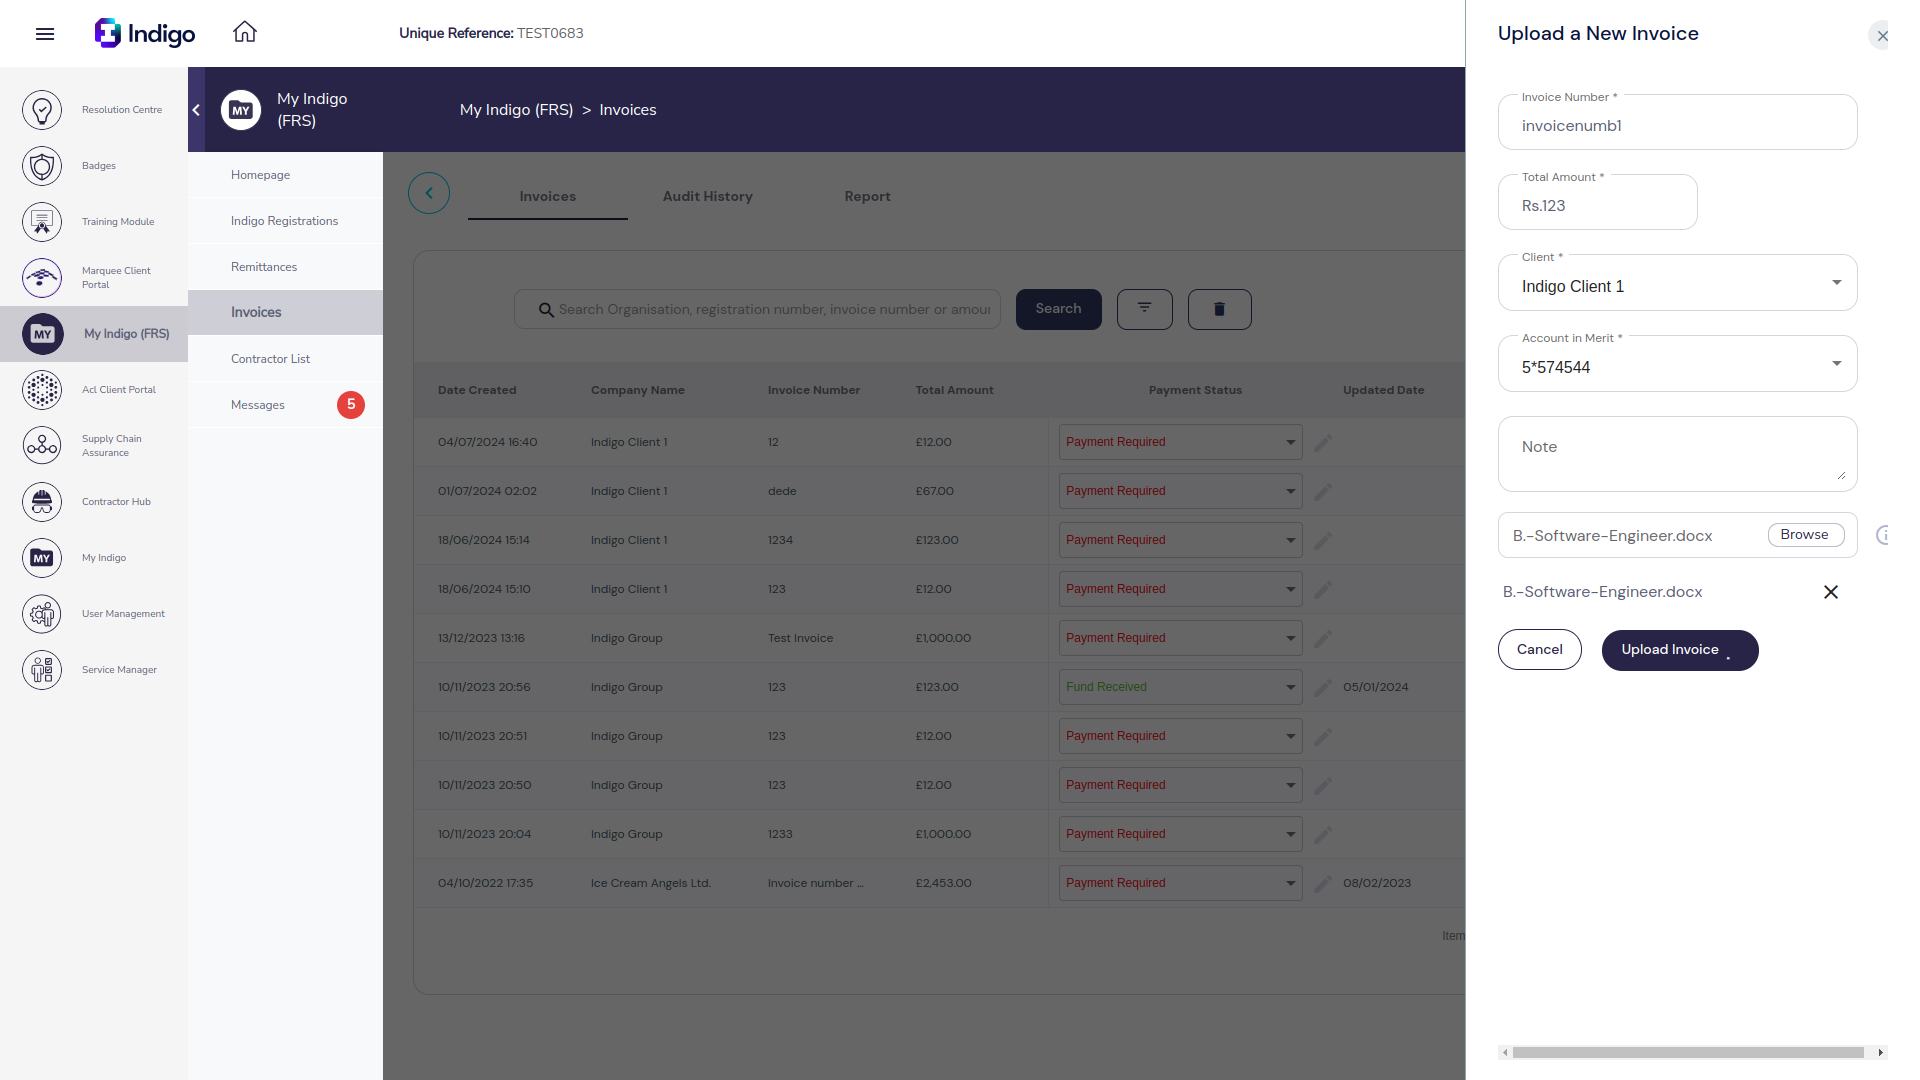 Indigo
Unique Reference: TEST0683
Resolution Centre
Badges
Training Module
Marquee Client
Portal
MY
My Indigo (FRS)
Acl Client Portal
Supply Chain
Assurance
Contractor Hub
MY
My Indigo
User Management
Service Manager
MY
My Indigo
(FRS)
My Indigo (FRS) > Invoices
Homepage
Indigo Registrations
Remittances
Invoices
Contractor List
Messages 5
Invoices Audit History Report
Search Organisation, registration number, invoice number or amou
Search
Date Created Company Name Invoice Number Total Amount Payment Status Updated Date
04/07/2024 16:40 Indigo Client 1 12 £12.00 Payment Required
01/07/2024 02:02 Indigo Client 1 dede £67.00 Payment Required
18/06/2024 15:14 Indigo Client 1 1234 £123.00 Payment Required
18/06/2024 15:10 Indigo Client 1 123 £12.00 Payment Required
13/12/2023 13:16 Indigo Group Test Invoice £1,000.00 Payment Required
10/11/2023 20:56 Indigo Group 123 £123.00 Fund Received 05/01/2024
10/11/2023 20:51 Indigo Group 123 £12.00 Payment Required
10/11/2023 20:50 Indigo Group 123 £12.00 Payment Required
10/11/2023 20:04 Indigo Group 1233 £1,000.00 Payment Required
04/10/2022 17:35 Ice Cream Angels Ltd. Invoice number ... £2,453.00 Payment Required 08/02/2023
Item
Upload a New Invoice
Invoice Number *
invoicenumb1
Total Amount *
Rs.123
Client *
Indigo Client 1
Account in Merit *
5*574544
Note
B.-Software-Engineer.docx Browse
B.-Software-Engineer.docx
Cancel Upload Invoice